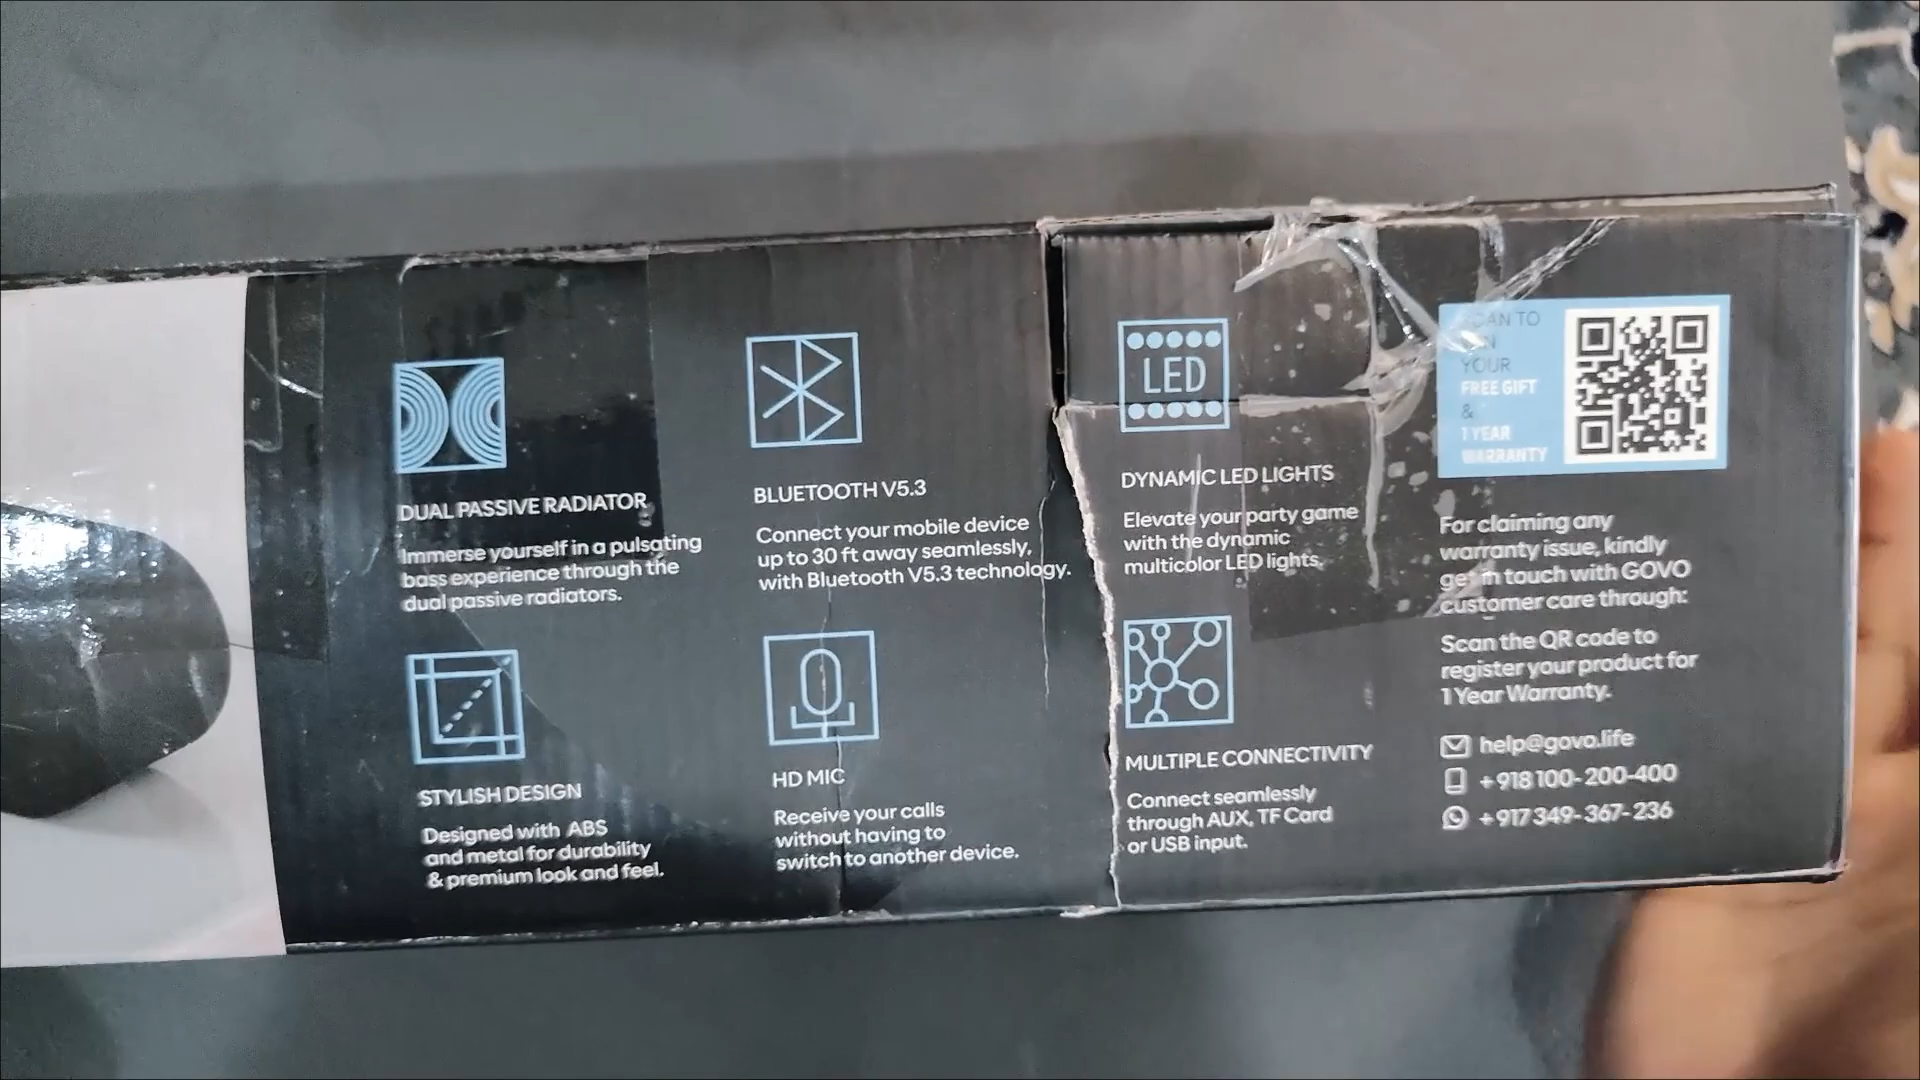 DUAL PASSIVE RADIATOR
Immerse yourself in a pulsating
bass experience through the
dual passive radiators.
BLUETOOTH V5.3
Connect your mobile device
up to 30 ft away seamlessly,
with Bluetooth V5.3 technology.
LED
DYNAMIC LED LIGHTS
Elevate your party game
with the dynamic
multicolor LED lights.
STYLISH DESIGN
Designed with ABS
and metal for durability
& premium look and feel.
HD MIC
Receive your calls
without having to
switch to another device.
MULTIPLE CONNECTIVITY
Connect seamlessly
through AUX, TF Card
or USB input.
TO
YOUR
FREE GIFT
&
1 YEAR
WARRANTY
For claiming any
warranty issue, kindly
get in touch with GOVO
customer care through:
Scan the QR code to
register your product for
1 Year Warranty.
help@govo.life
+918 100-200-400
+917 349-367-236